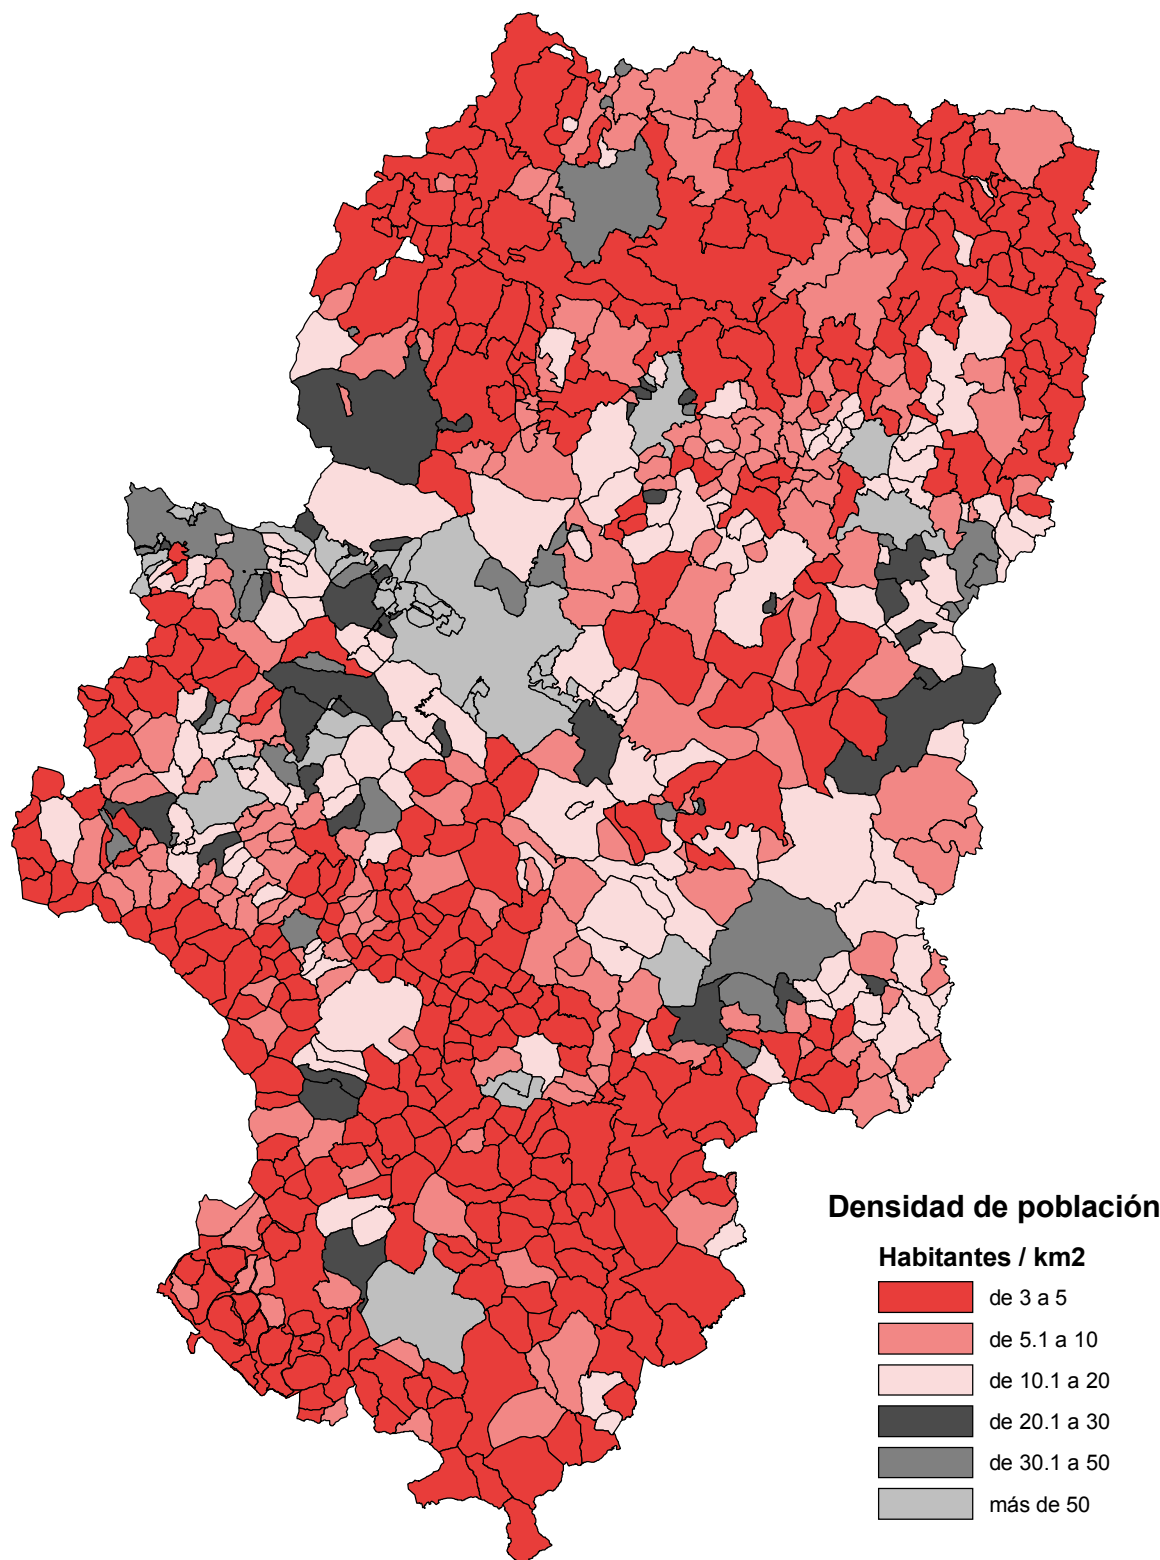 Densidad de población
Habitantes / km2
de 3 a 5
de 5.1 a 10
de 10.1 a 20
de 20.1 a 30
de 30.1 a 50
más de 50